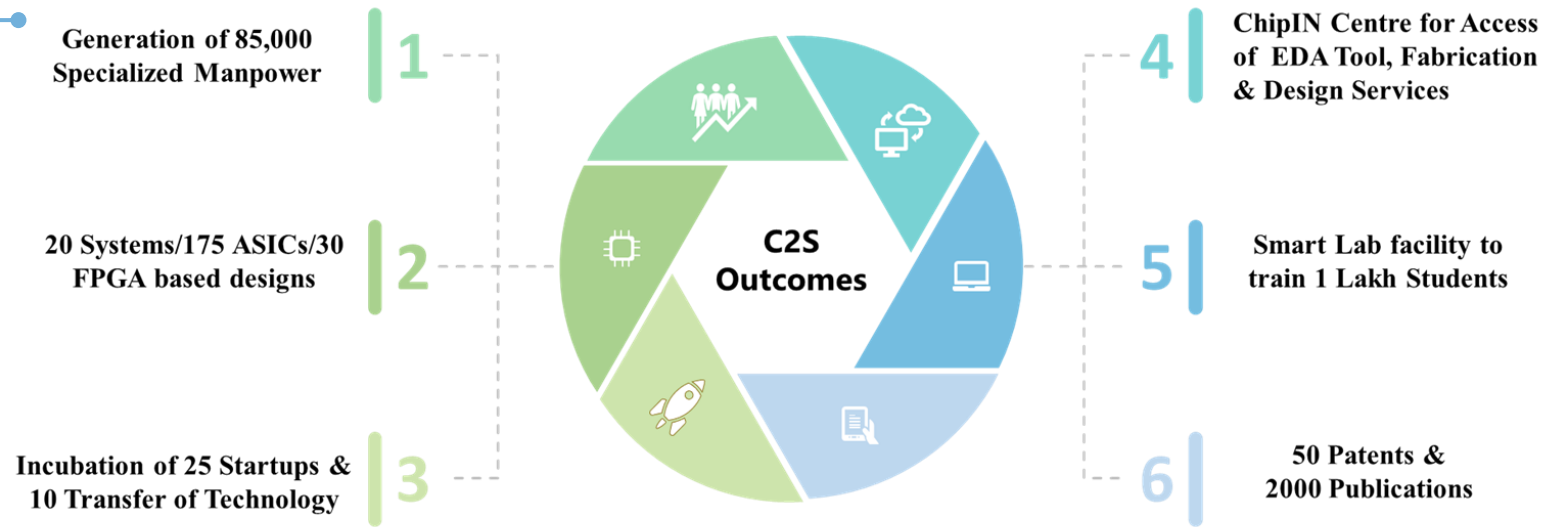 Generation of 85,000
Specialized Manpower
1
20 Systems/175 ASICs/30
FPGA based designs
2
Incubation of 25 Startups &
10 Transfer of Technology
3
C2S
Outcomes
4
ChipIN Centre for Access
of EDA Tool, Fabrication
& Design Services
5
Smart Lab facility to
train 1 Lakh Students
6
50 Patents &
2000 Publications